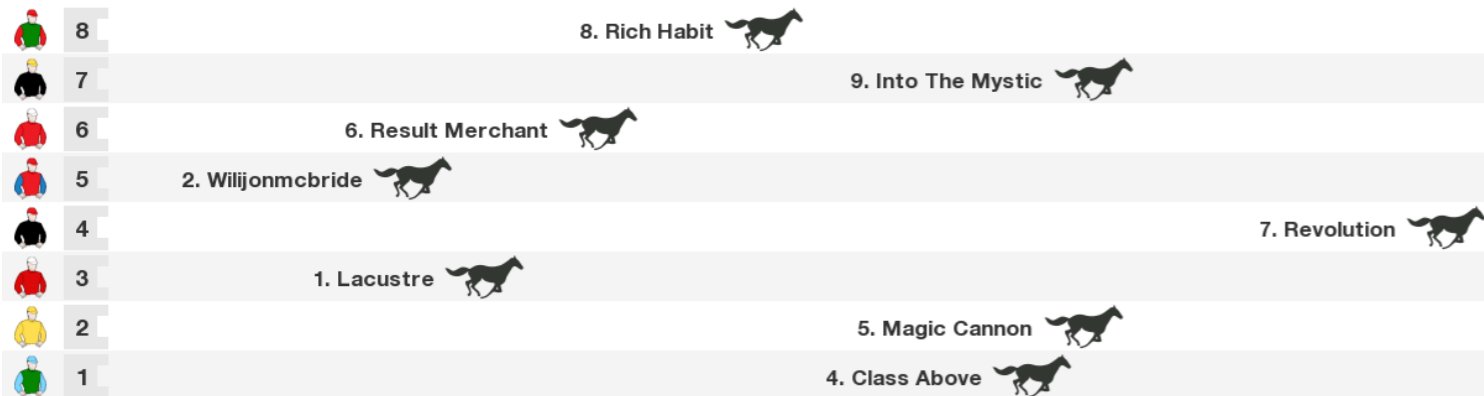 8 8. Rich Habit
7 9. Into The Mystic
6 6. Result Merchant
5 2. Wilijonmcbride
4 7. Revolution
3 1. Lacustre
2 5. Magic Cannon
1 4. Class Above